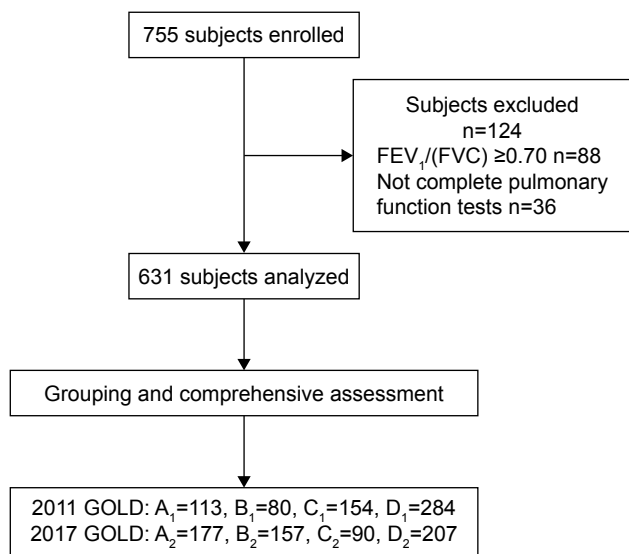 755 subjects enrolled
Subjects excluded
n=124
FEV₁/(FVC) ≥0.70 n=88
Not complete pulmonary
function tests n=36
631 subjects analyzed
Grouping and comprehensive assessment
2011 GOLD: A₁=113, B₁=80, C₁=154, D₁=284
2017 GOLD: A₂=177, B₂=157, C₂=90, D₂=207